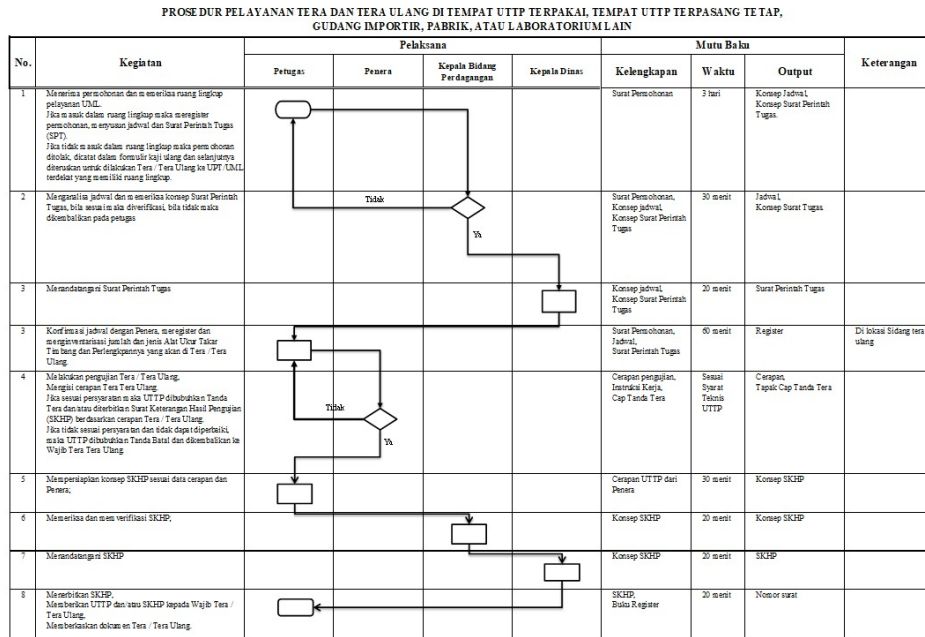 PROSEDUR PELAYANAN TERA DAN TERA ULANG DI TEMPAT UTTP TERPAKAI, TEMPAT UTTP TERPASANG TETAP,
GUDANG IMPORTIR, PABRIK, ATAU LABORATORIUM LAIN
No.
Kegiatan
Pelaksana
Mutu Baku
Keterangan
Petugas
Penera
Kepala Bidang
Perdagangan
Kepala Dinas
Kelengkapan
Waktu
Output
1
Menerima permohonan dan memeriksa ruang lingkup
pelayanan UML.
Jika masuk dalam ruang lingkup maka meregister
permohonan, menyusun jadwal dan Surat Perintah Tugas
(SPT).
Jika tidak masuk dalam ruang lingkup maka permohonan
ditolak, dicatat dalam formulir kaji ulang dan selanjutnya
diteruskan untuk dilakukan Tera / Tera Ulang ke UPT/UML
terdekat yang memiliki ruang lingkup.
Surat Permohonan
3 hari
Konsep Jadwal,
Konsep Surat Perintah
Tugas.
2
Menganalisa jadwal dan memeriksa konsep Surat Perintah
Tugas, bila sesuai maka diverifikasi, bila tidak maka
dikembalikan pada petugas
Tidak
Ya
Surat Permohonan,
Konsep jadwal,
Konsep Surat Perintah
Tugas
30 menit
Jadwal,
Konsep Surat Tugas.
3
Menandatangani Surat Perintah Tugas
Konsep jadwal,
Konsep Surat Perintah
Tugas
20 menit
Surat Perintah Tugas
3
Konfirmasi jadwal dengan Penera, meregister dan
menginventarisasi jumlah dan jenis Alat Ukur Takar
Timbang dan Perlengkpannya yang akan di Tera / Tera
Ulang.
Surat Permohonan,
Jadwal,
Surat Perintah Tugas
60 menit
Register
Di lokasi Sidang tera
ulang
4
Melakukan pengujian Tera / Tera Ulang,
Mengisi cerapan Tera Tera Ulang.
Jika sesuai persyaratan maka UTTP dibubuhkan Tanda
Tera dan/atau diterbitkan Surat Keterangan Hasil Pengujian
(SKHP) berdasarkan cerapan Tera / Tera Ulang.
Jika tidak sesuai persyaratan dan tidak dapat diperbaiki,
maka UTTP dibubuhkan Tanda Batal dan dikembalikan ke
Wajib Tera Tera Ulang.
Tidak
Ya
Cerapan pengujian,
Instruksi Kerja,
Cap Tanda Tera
Sesuai
Syarat
Teknis
UTTP
Cerapan,
Tapak Cap Tanda Tera
5
Mempersiapkan konsep SKHP sesuai data cerapan dan
Penera;
Cerapan UTTP dari
Penera
30 menit
Konsep SKHP
6
Memeriksa dan memverifikasi SKHP;
Konsep SKHP
20 menit
Konsep SKHP
7
Menandatangani SKHP
Konsep SKHP
20 menit
SKHP
8
Menerbitkan SKHP,
Memberikan UTTP dan/atau SKHP kepada Wajib Tera /
Tera Ulang,
Memberkaskan dokumen Tera / Tera Ulang.
SKHP,
Buku Register
20 menit
Nomor surat